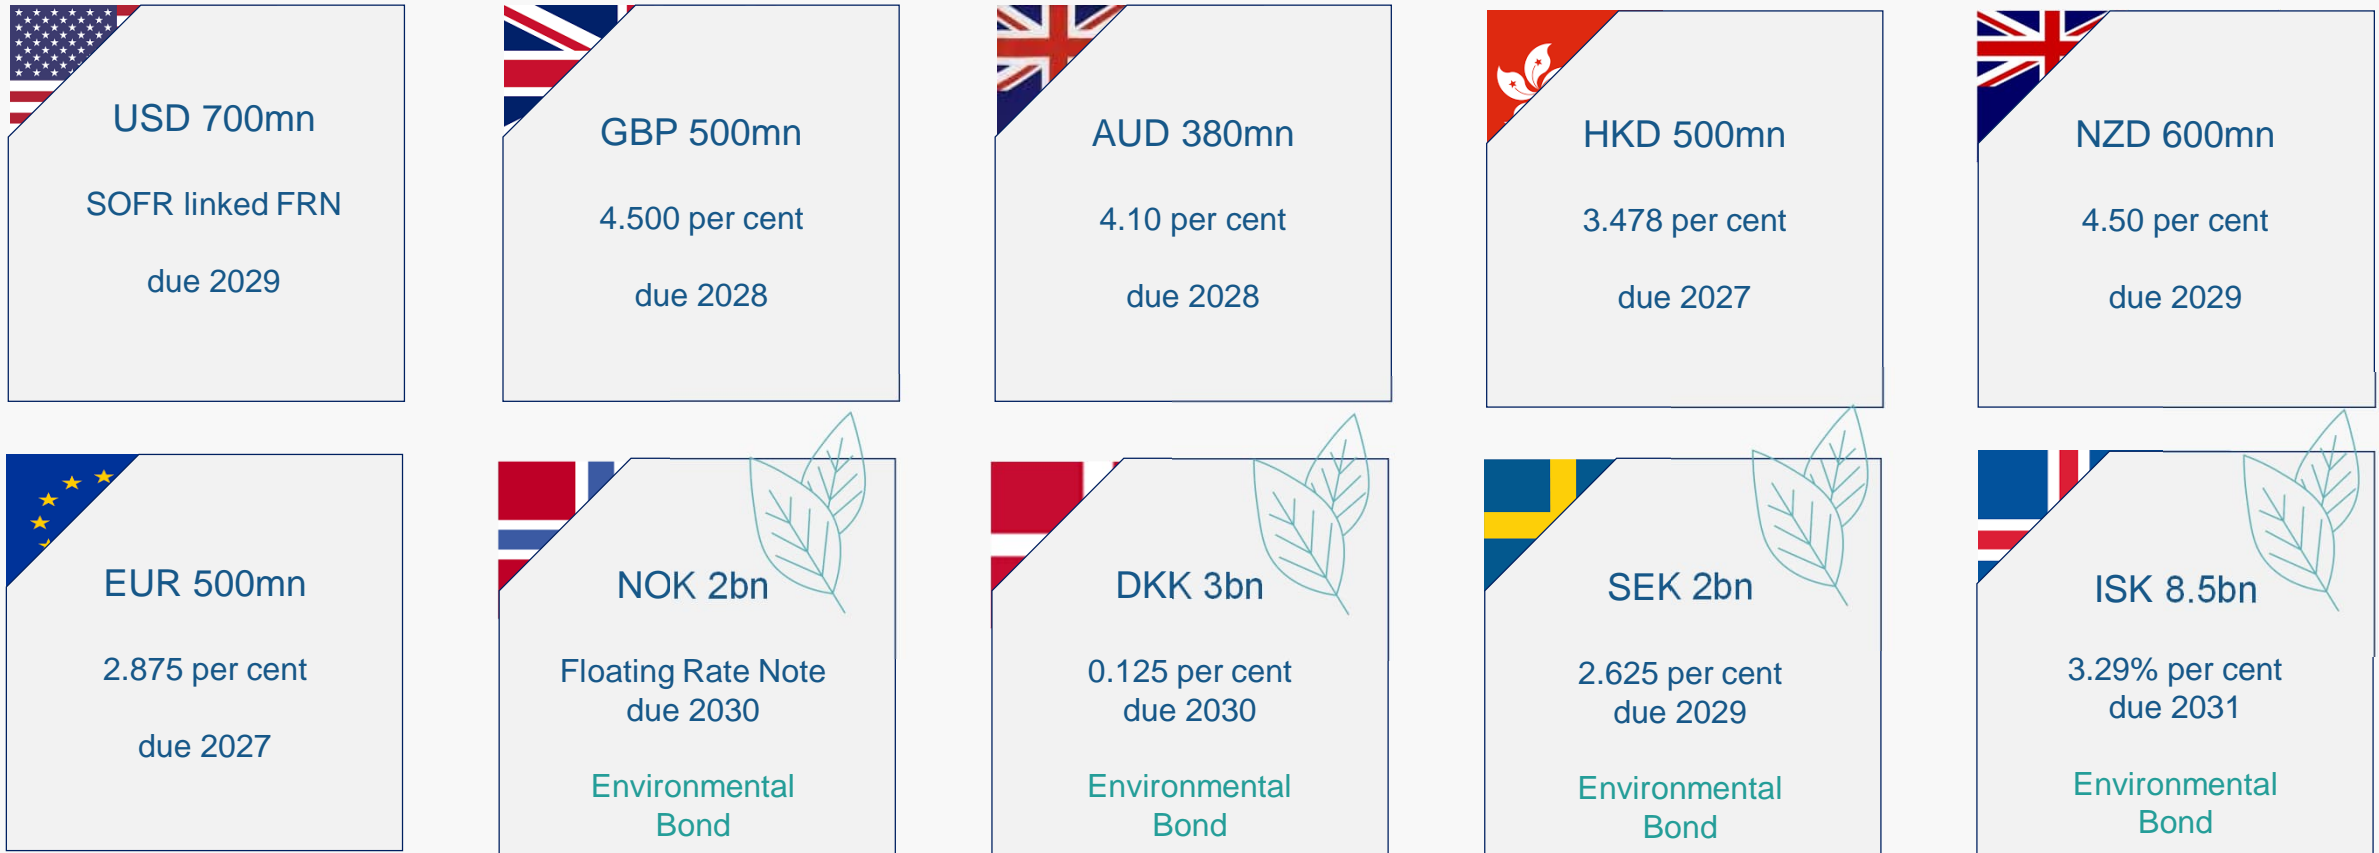 USD 700mn
SOFR linked FRN
due 2029
GBP 500mn
4.500 per cent
due 2028
AUD 380mn
4.10 per cent
due 2028
HKD 500mn
3.478 per cent
due 2027
NZD 600mn
4.50 per cent
due 2029
EUR 500mn
2.875 per cent
due 2027
NOK 2bn
Floating Rate Note
due 2030
Environmental
Bond
DKK 3bn
0.125 per cent
due 2030
Environmental
Bond
SEK 2bn
2.625 per cent
due 2029
Environmental
Bond
ISK 8.5bn
3.29% per cent
due 2031
Environmental
Bond